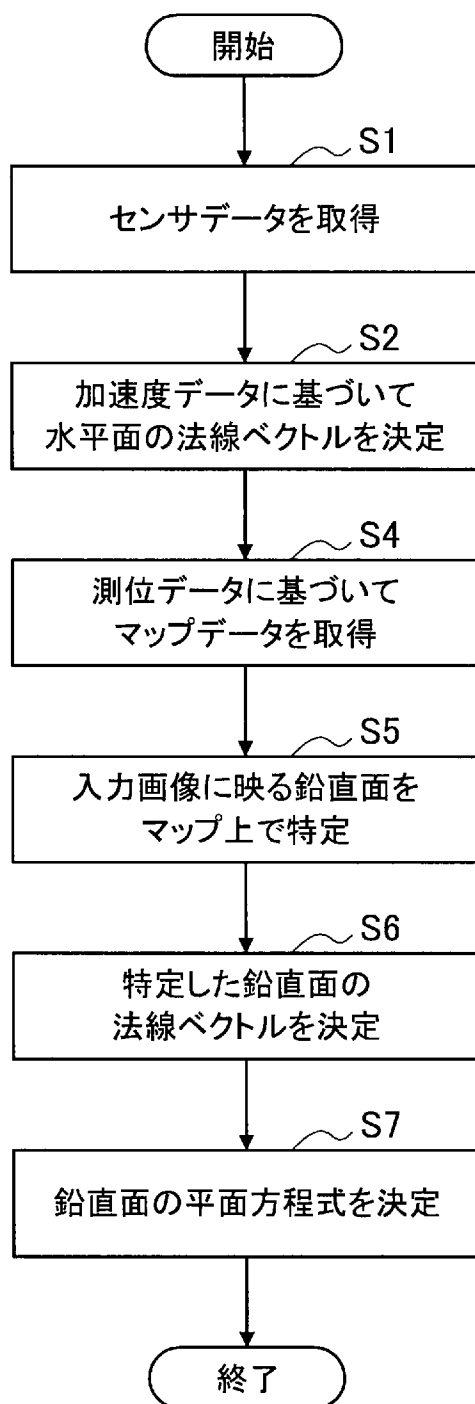 開始
S1
センサデータを取得
S2
加速度データに基づいて
水平面の法線ベクトルを決定
S4
測位データに基づいて
マップデータを取得
S5
入力画像に映る鉛直面を
マップ上で特定
S6
特定した鉛直面の
法線ベクトルを決定
S7
鉛直面の平面方程式を決定
終了